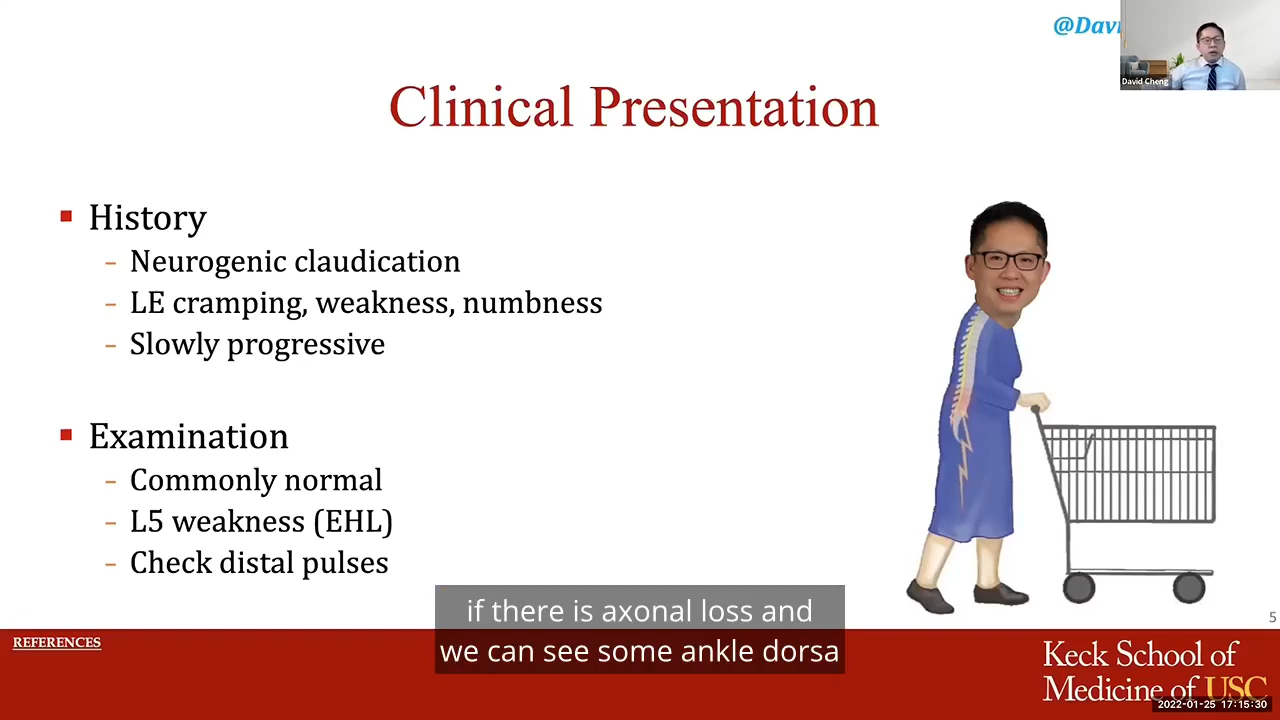 @Davi
David Cheng
Clinical Presentation
▪ History
– Neurogenic claudication
– LE cramping, weakness, numbness
– Slowly progressive
▪ Examination
– Commonly normal
– L5 weakness (EHL)
– Check distal pulses
if there is axonal loss and
we can see some ankle dorsa
5
REFERENCES
Keck School of
Medicine of USC
2022-01-25 17:15:30